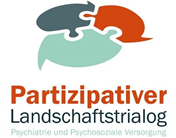 Partizipativer
Landschaftstrialog
Psychiatrie und Psychosoziale Versorgung